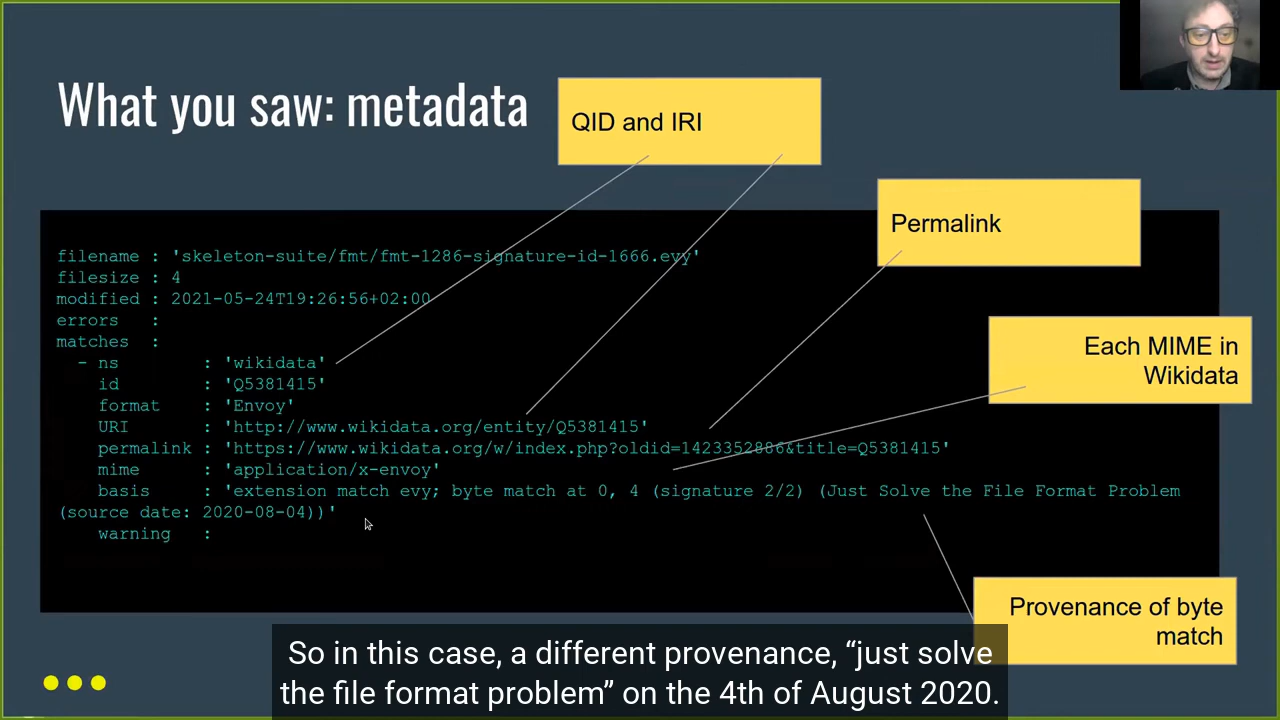 What you saw: metadata
QID and IRI
Permalink
filename : 'skeleton-suite/fmt/fmt-1286-signature-id-1666.evy'
filesize : 4
modified : 2021-05-24T19:26:56+02:00
errors   :
matches  :
  - ns        : 'wikidata'
    id        : 'Q5381415'
    format    : 'Envoy'
    URI       : 'http://www.wikidata.org/entity/Q5381415'
    permalink : 'https://www.wikidata.org/w/index.php?oldid=1423352886&title=Q5381415'
    mime      : 'application/x-envoy'
    basis     : 'extension match evy; byte match at 0, 4 (signature 2/2) (Just Solve the File Format Problem
(source date: 2020-08-04))'
    warning   :
Each MIME in
Wikidata
Provenance of byte
match
So in this case, a different provenance, “just solve
the file format problem” on the 4th of August 2020.